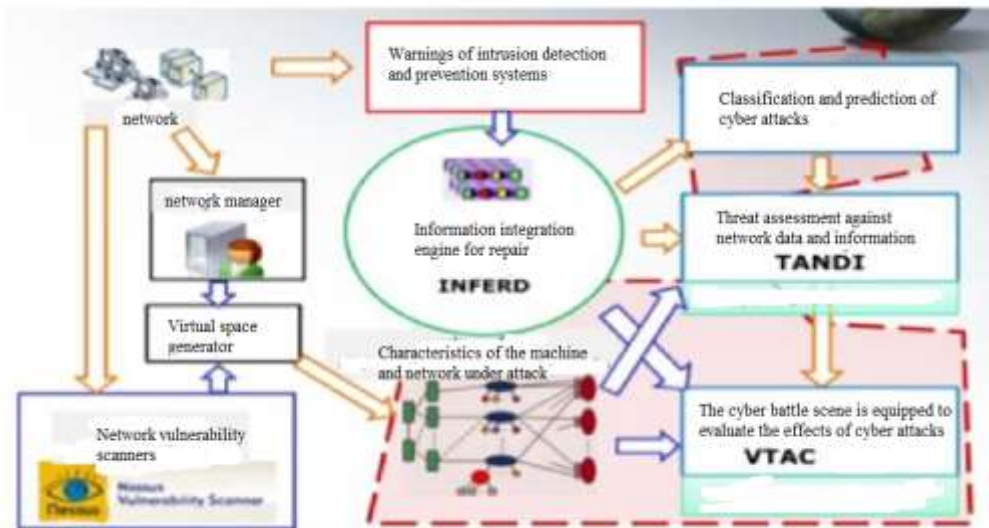 Warnings of intrusion detection
and prevention systems
network
Classification and prediction of
cyber attacks
network manager
Information integration
engine for repair
INFERD
Threat assessment against
network data and information
TANDI
Virtual space
generator
Characteristics of the machine
and network under attack
The cyber battle scene is equipped to
evaluate the effects of cyber attacks
VTAC
Network vulnerability
scanners
Nessus
Nessus
Vulnerability Scanner